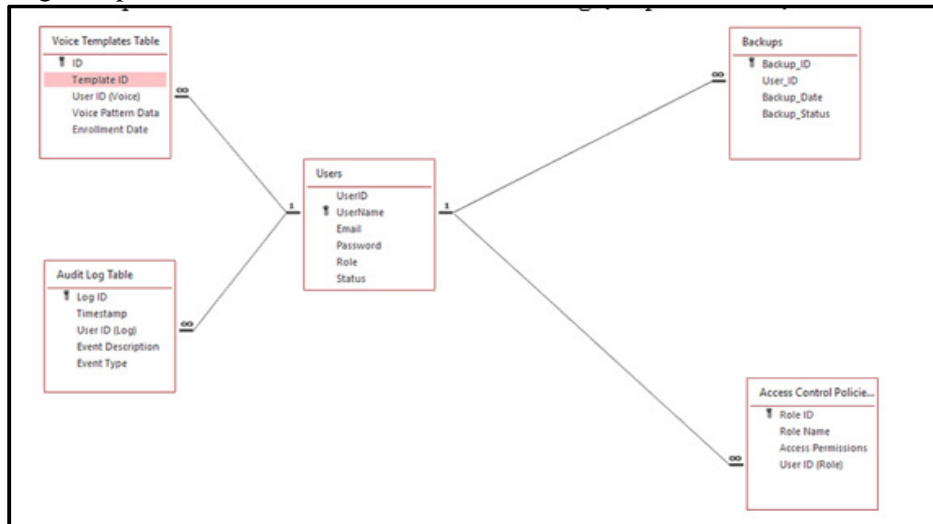 Voice Templates Table
ID
Template ID
User ID (Voice)
Voice Pattern Data
Enrollment Date
∞
Backups
Backup_ID
User_ID
Backup_Date
Backup_Status
∞
Users
UserID
UserName
Email
Password
Role
Status
1
1
Audit Log Table
Log ID
Timestamp
User ID (Log)
Event Description
Event Type
∞
Access Control Policie...
Role ID
Role Name
Access Permissions
User ID (Role)
∞